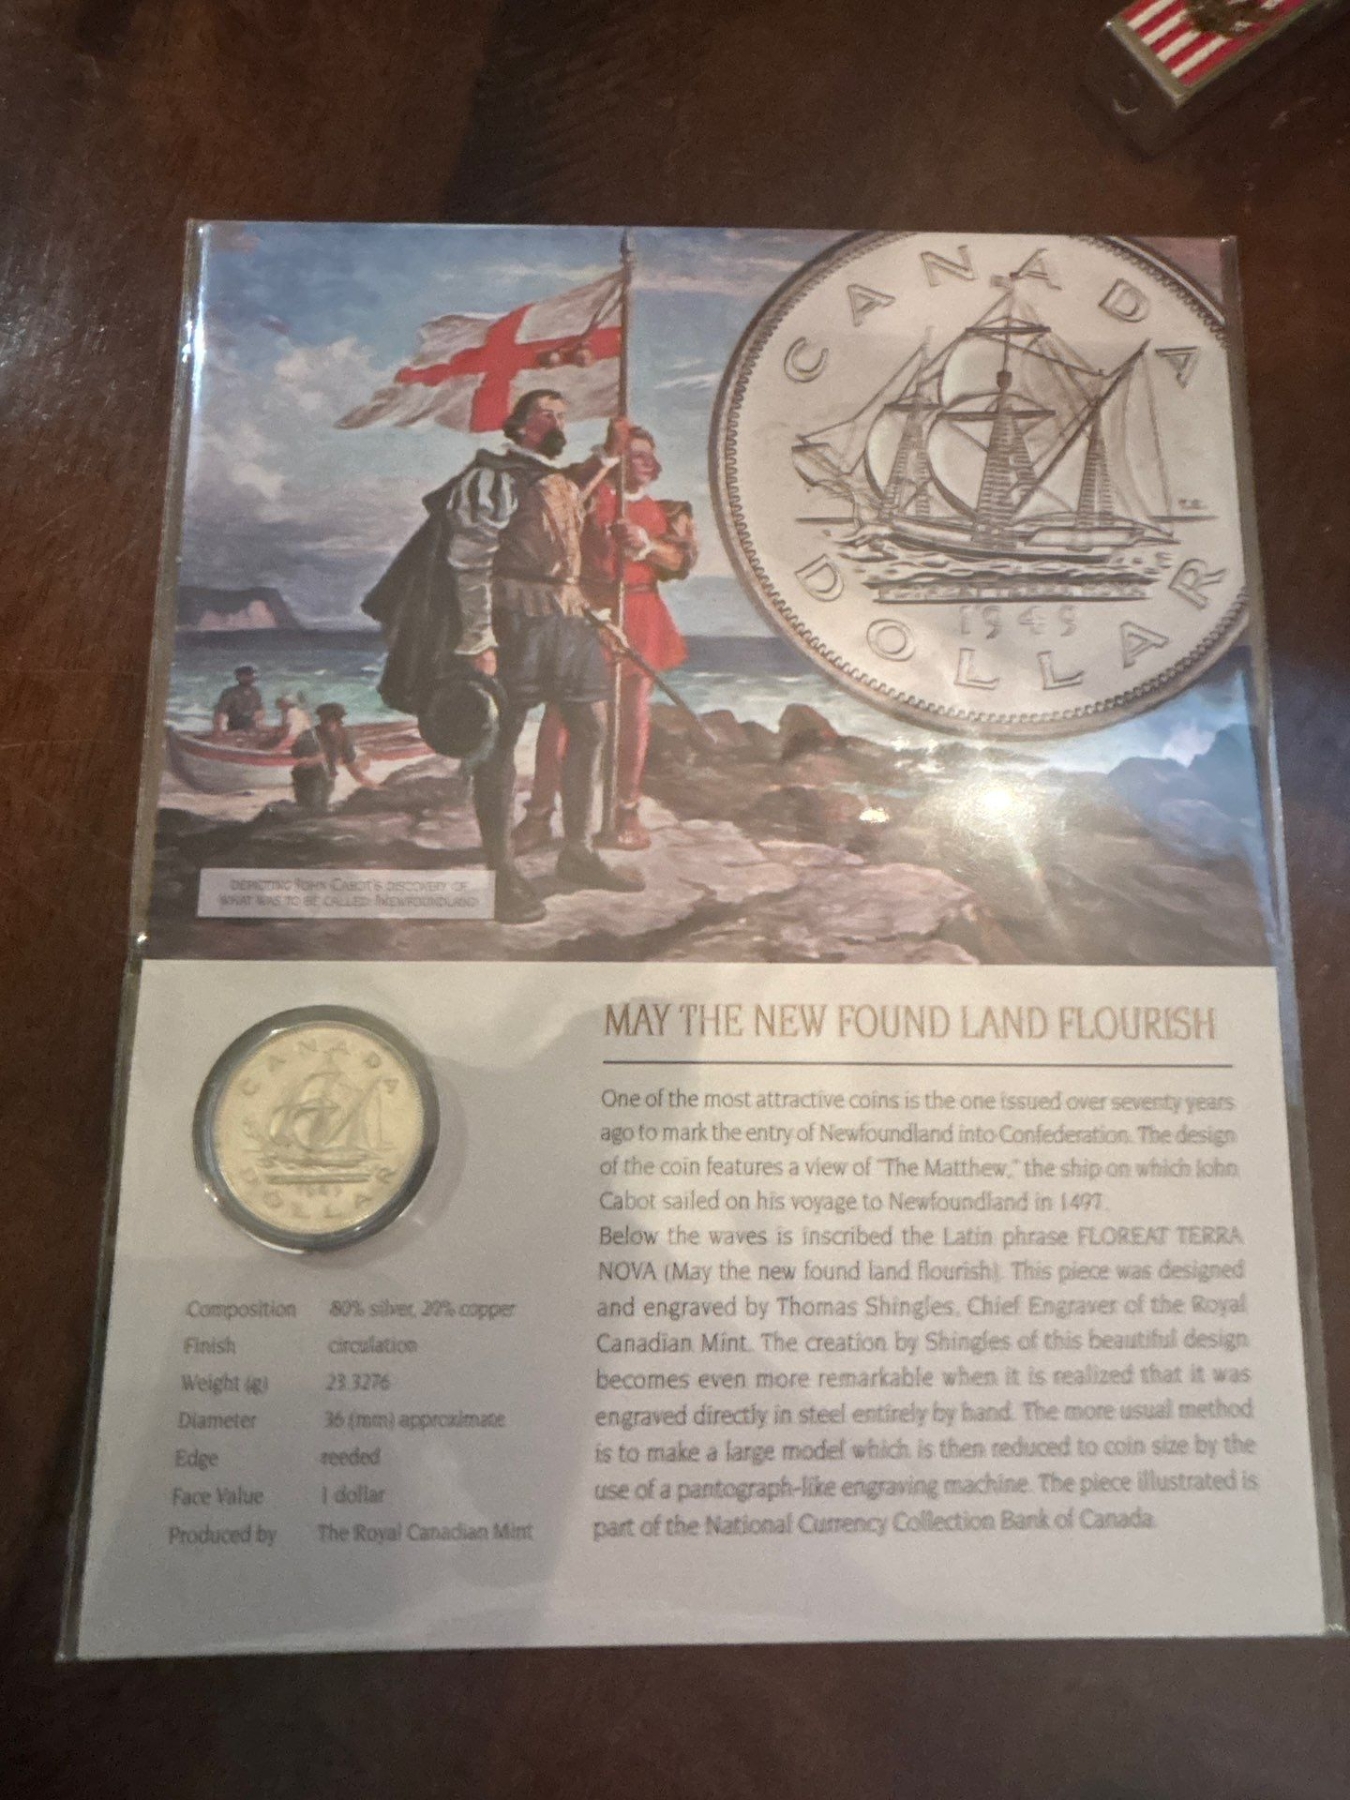 CANADA
DOLLAR
1949
T.S.
DEPICTING JOHN CABOT'S DISCOVERY OF
WHAT WAS TO BE CALLED NEWFOUNDLAND
CANADA
DOLLAR
1949
MAY THE NEW FOUND LAND FLOURISH
One of the most attractive coins is the one issued over seventy years
ago to mark the entry of Newfoundland into Confederation. The design
of the coin features a view of "The Matthew," the ship on which John
Cabot sailed on his voyage to Newfoundland in 1497.
Below the waves is inscribed the Latin phrase FLOREAT TERRA
NOVA (May the new found land flourish). This piece was designed
and engraved by Thomas Shingles, Chief Engraver of the Royal
Canadian Mint. The creation by Shingles of this beautiful design
becomes even more remarkable when it is realized that it was
engraved directly in steel entirely by hand. The more usual method
is to make a large model which is then reduced to coin size by the
use of a pantograph-like engraving machine. The piece illustrated is
part of the National Currency Collection Bank of Canada.
Composition 80% silver, 20% copper
Finish circulation
Weight (g) 23.3276
Diameter 36 (mm) approximate
Edge reeded
Face Value 1 dollar
Produced by The Royal Canadian Mint